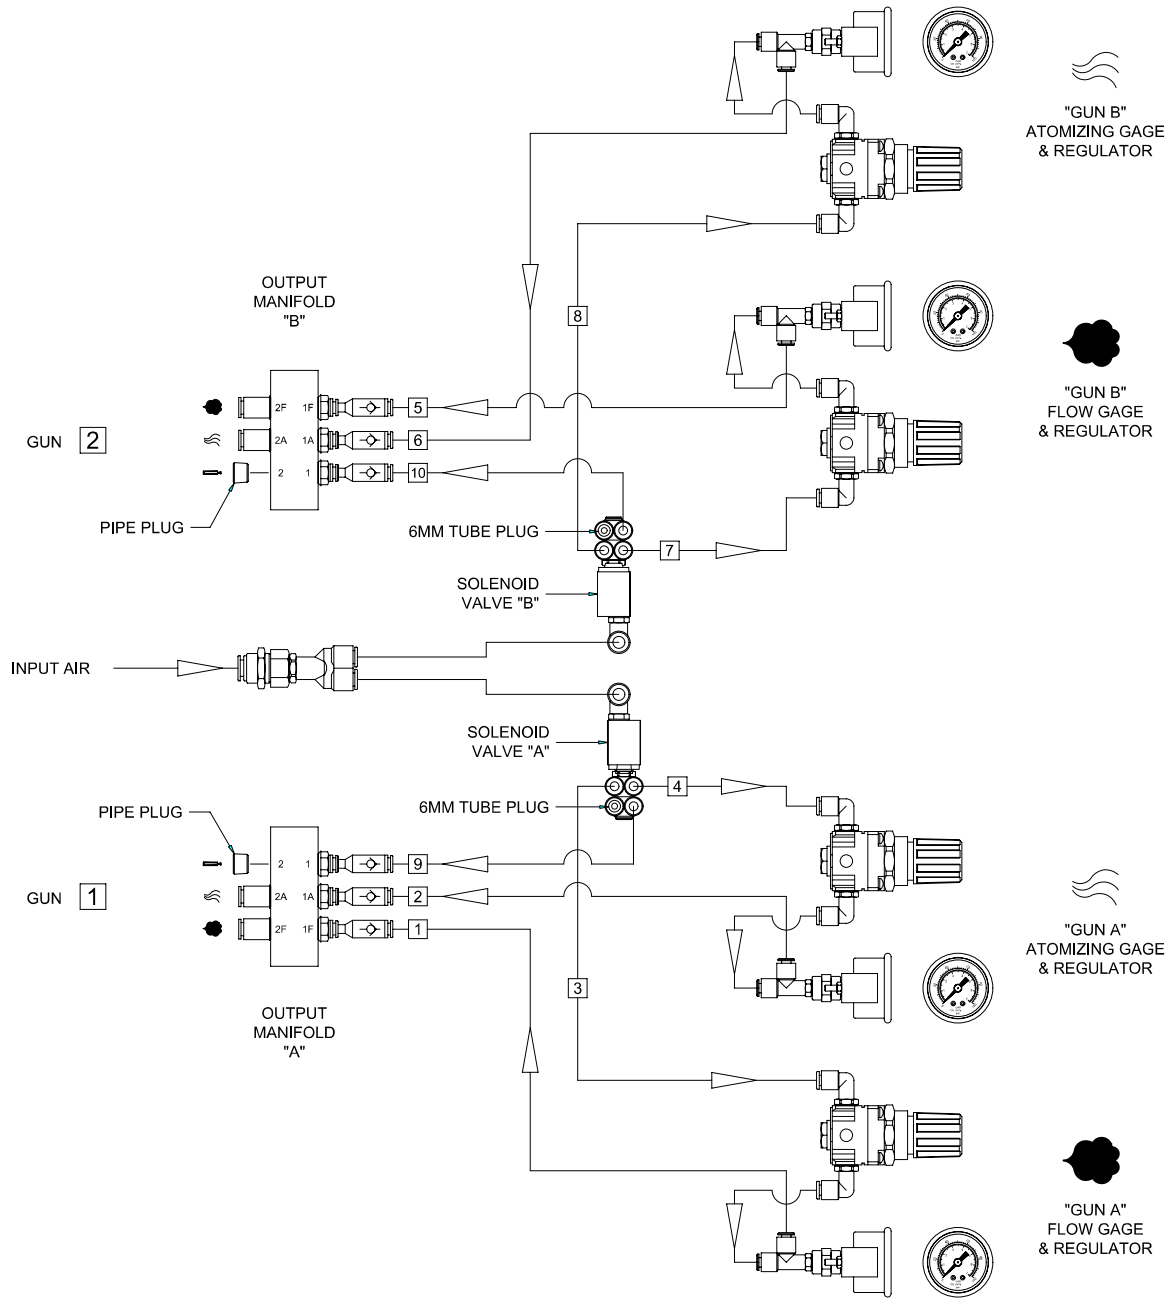 "GUN B"
ATOMIZING GAGE
& REGULATOR
OUTPUT
MANIFOLD
"B"
8
"GUN B"
FLOW GAGE
& REGULATOR
2F 1F
5
GUN 2
2A 1A
6
2 1
10
PIPE PLUG
6MM TUBE PLUG
7
SOLENOID
VALVE "B"
INPUT AIR
SOLENOID
VALVE "A"
4
PIPE PLUG
6MM TUBE PLUG
2 1
9
GUN 1
2A 1A
2
2F 1F
1
"GUN A"
ATOMIZING GAGE
& REGULATOR
3
OUTPUT
MANIFOLD
"A"
"GUN A"
FLOW GAGE
& REGULATOR